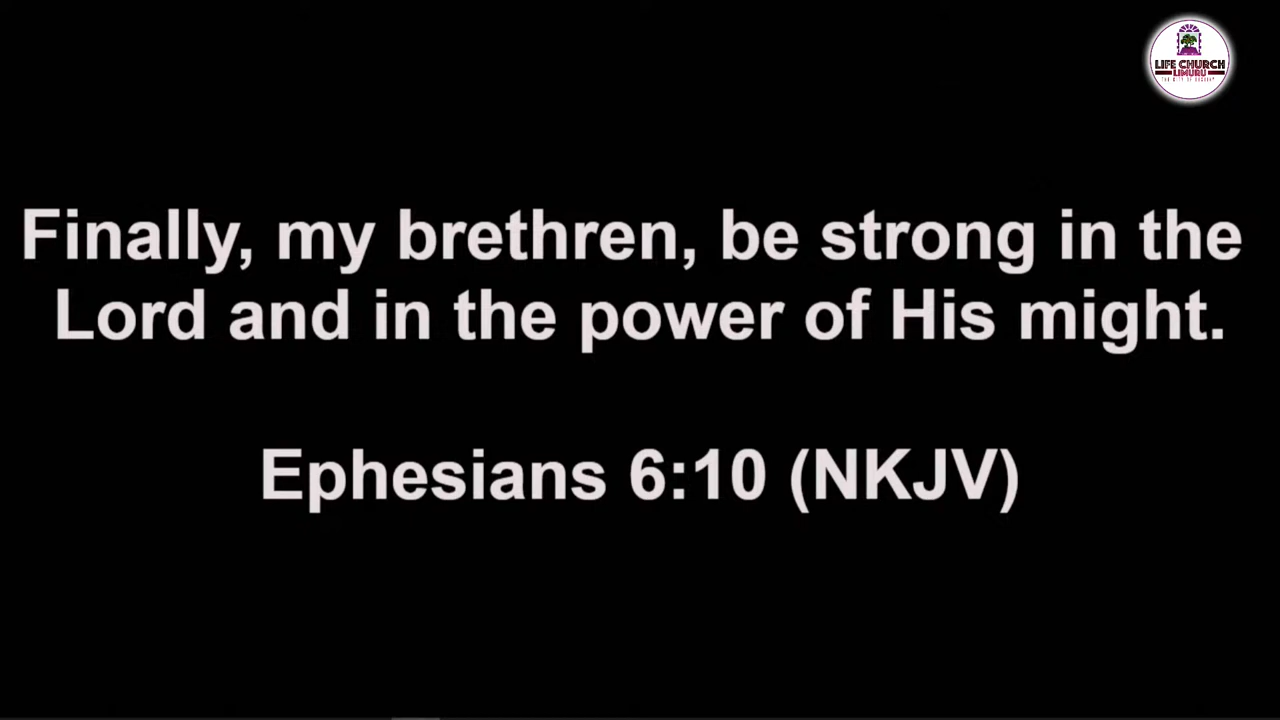 LIFE CHURCH
LIMURU
Finally, my brethren, be strong in the
Lord and in the power of His might.
Ephesians 6:10 (NKJV)